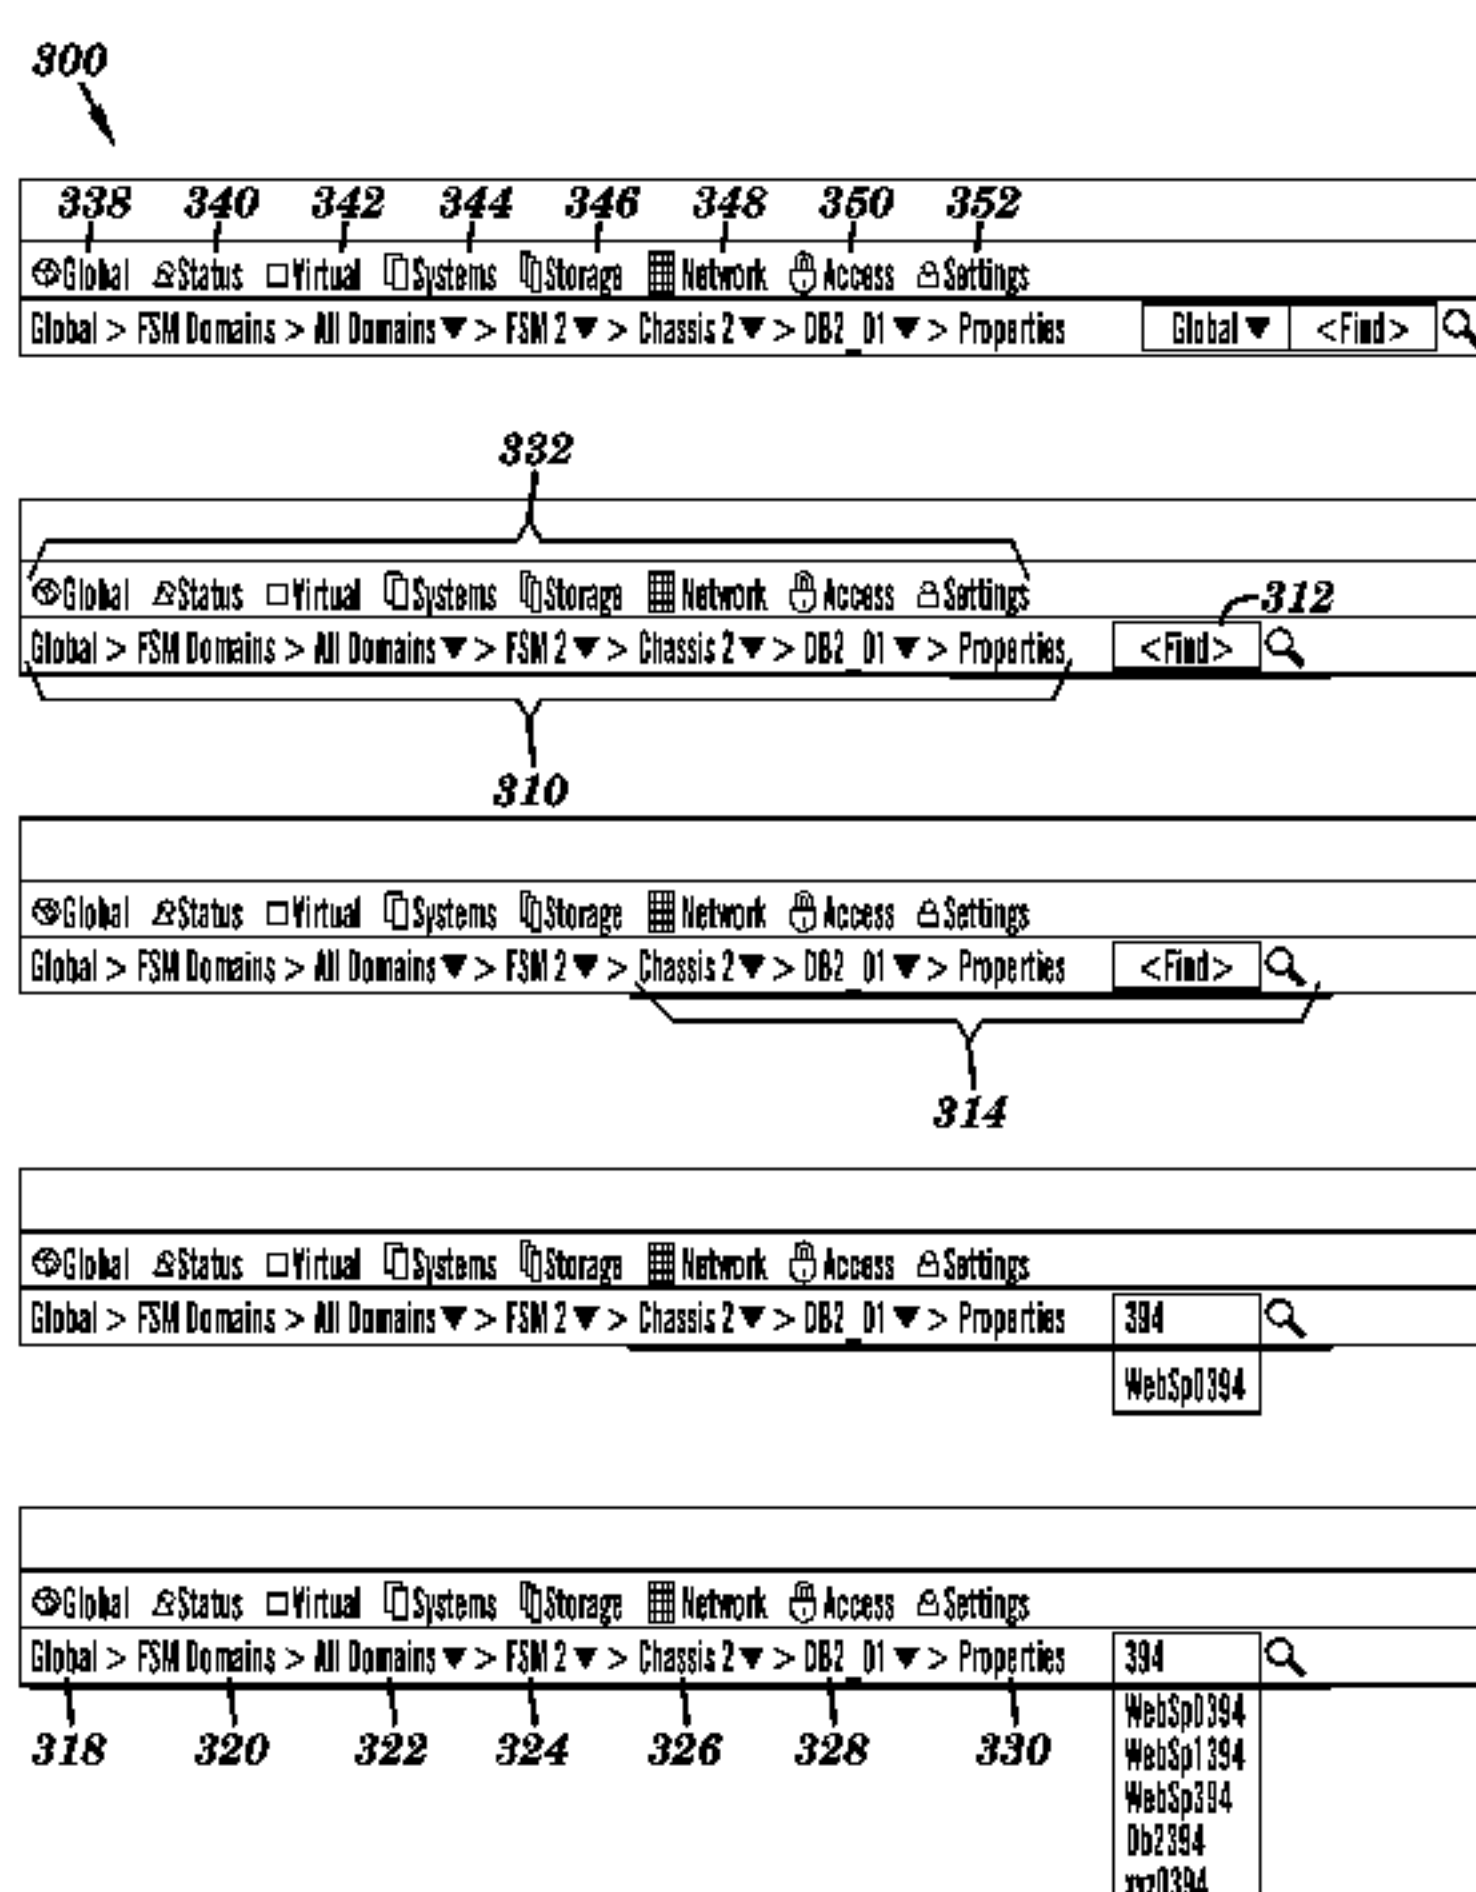 300
338 340 342 344 346 348 350 352
Global Status Virtual Systems Storage Network Access Settings
Global > FSM Domains > All Domains ▼ > FSM 2 ▼ > Chassis 2 ▼ > DB2_01 ▼ > Properties Global ▼ <Find>
332
Global Status Virtual Systems Storage Network Access Settings
312
Global > FSM Domains > All Domains ▼ > FSM 2 ▼ > Chassis 2 ▼ > DB2_01 ▼ > Properties <Find>
310
Global Status Virtual Systems Storage Network Access Settings
Global > FSM Domains > All Domains ▼ > FSM 2 ▼ > Chassis 2 ▼ > DB2_01 ▼ > Properties <Find>
314
Global Status Virtual Systems Storage Network Access Settings
Global > FSM Domains > All Domains ▼ > FSM 2 ▼ > Chassis 2 ▼ > DB2_01 ▼ > Properties 394
WebSp0394
Global Status Virtual Systems Storage Network Access Settings
Global > FSM Domains > All Domains ▼ > FSM 2 ▼ > Chassis 2 ▼ > DB2_01 ▼ > Properties 394
WebSp0394
318 320 322 324 326 328 330
WebSp1394
WebSp394
Db2394
xyz0394